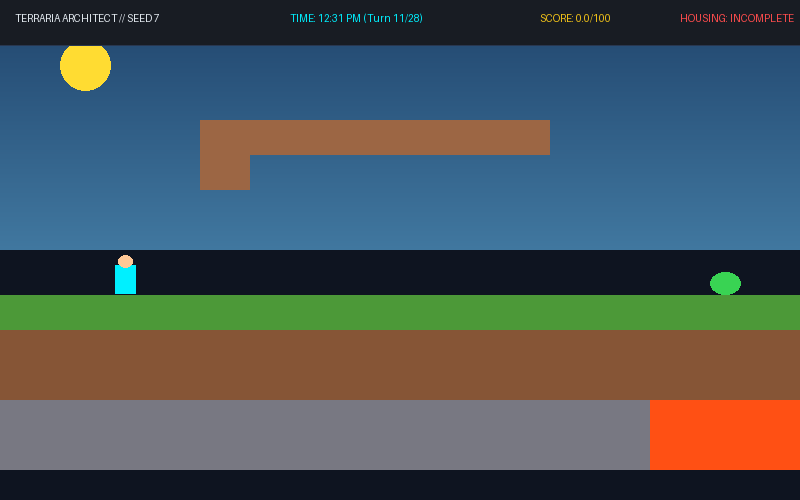 TERRARIA ARCHITECT // SEED 7
TIME: 12:31 PM (Turn 11/28)
SCORE: 0.0/100
HOUSING: INCOMPLETE